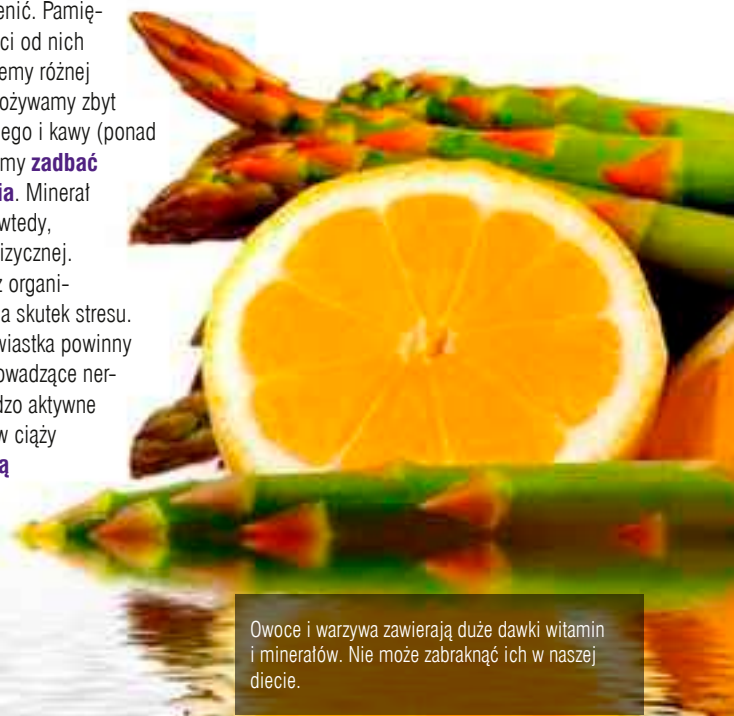 enić. Pamię-
ci od nich
emy różnej
ożywamy zbyt
ego i kawy (ponad
my zadbać
ia. Minerał
wtedy,
izycznej.
z organi-
a skutek stresu.
wiastka powinny
owadzące ner-
dzo aktywne
w ciąży
ą
Owoce i warzywa zawierają duże dawki witamin
i minerałów. Nie może zabraknąć ich w naszej
diecie.